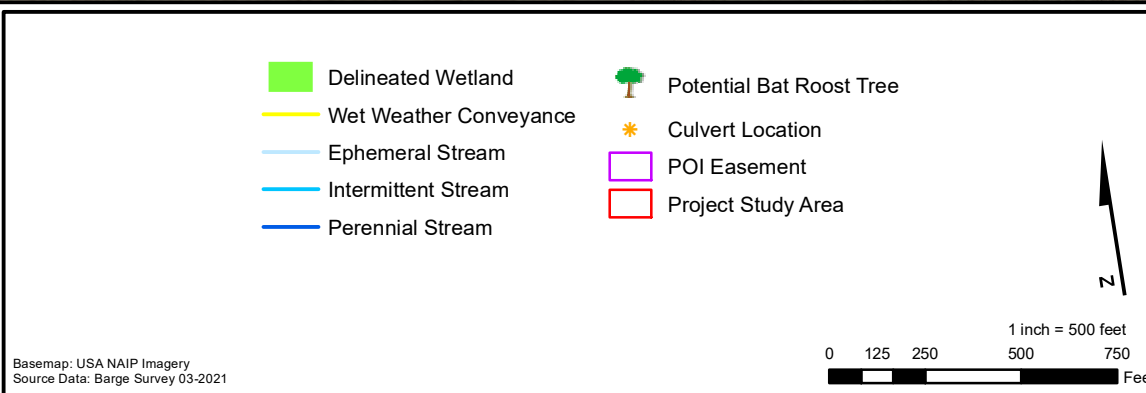 Delineated Wetland
Wet Weather Conveyance
Ephemeral Stream
Intermittent Stream
Perennial Stream
Potential Bat Roost Tree
Culvert Location
POI Easement
Project Study Area
N
1 inch = 500 feet
0 125 250 500 750
Fee
Basemap: USA NAIP Imagery
Source Data: Barge Survey 03-2021